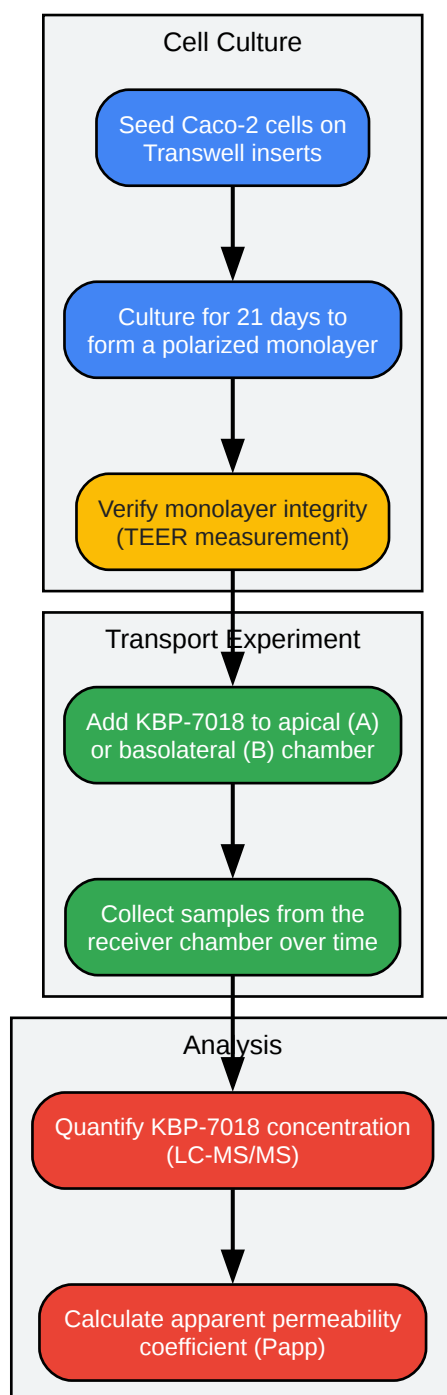 Cell Culture
Seed Caco-2 cells on
Transwell inserts
Culture for 21 days to
form a polarized monolayer
Verify monolayer integrity
(TEER measurement)
Transport Experiment
Add KBP-7018 to apical (A)
or basolateral (B) chamber
Collect samples from the
receiver chamber over time
Analysis
Quantify KBP-7018 concentration
(LC-MS/MS)
Calculate apparent permeability
coefficient (Papp)